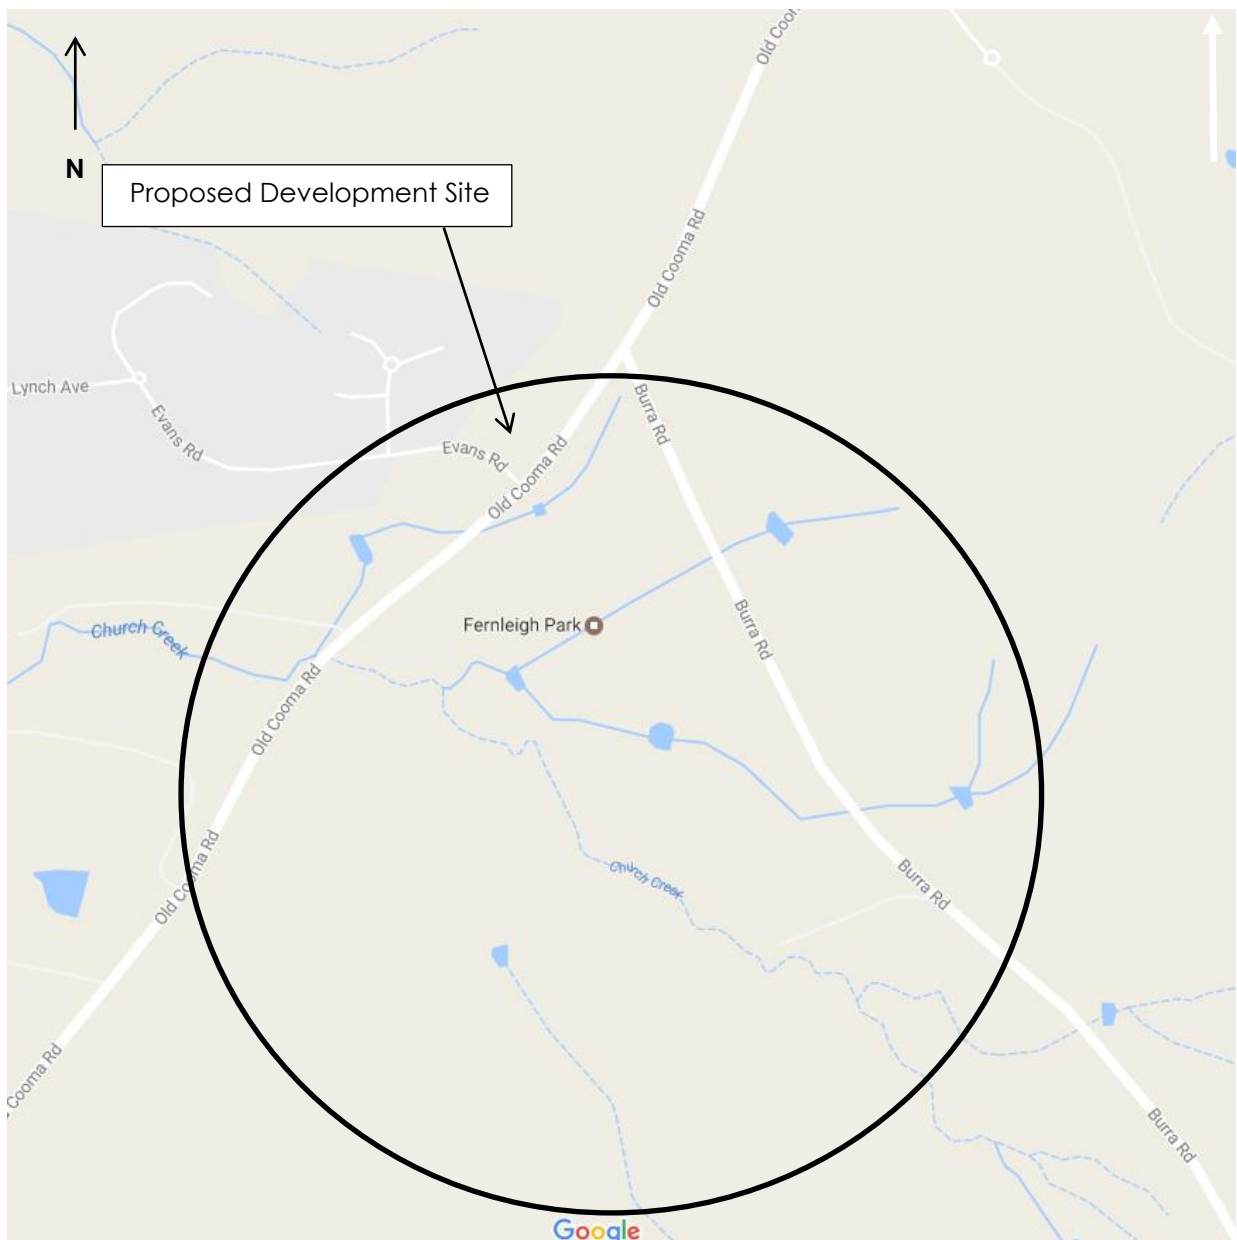 Old Coo
N
Proposed Development Site
Old Cooma Rd
Lynch Ave
Burra Rd
Evans Rd
Evans Rd
Old Cooma Rd
Fernleigh Park
Burra Rd
Church Creek
Old Cooma Rd
Old Cooma Rd
Church Creek
Burra Rd
Cooma Rd
Burra Rd
Google